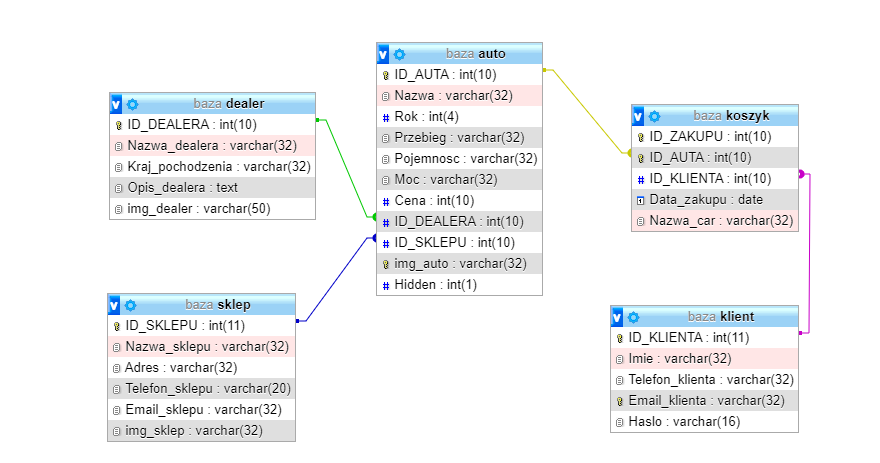 baza dealer
ID_DEALERA : int(10)
Nazwa_dealera : varchar(32)
Kraj_pochodzenia : varchar(32)
Opis_dealera : text
img_dealer : varchar(50)
baza auto
ID_AUTA : int(10)
Nazwa : varchar(32)
Rok : int(4)
Przebieg : varchar(32)
Pojemnosc : varchar(32)
Moc : varchar(32)
Cena : int(10)
ID_DEALERA : int(10)
ID_SKLEPU : int(10)
img_auto : varchar(32)
Hidden : int(1)
baza koszyk
ID_ZAKUPU : int(10)
ID_AUTA : int(10)
ID_KLIENTA : int(10)
Data_zakupu : date
Nazwa_car : varchar(32)
baza sklep
ID_SKLEPU : int(11)
Nazwa_sklepu : varchar(32)
Adres : varchar(32)
Telefon_sklepu : varchar(20)
Email_sklepu : varchar(32)
img_sklep : varchar(32)
baza klient
ID_KLIENTA : int(11)
Imie : varchar(32)
Telefon_klienta : varchar(32)
Email_klienta : varchar(32)
Haslo : varchar(16)